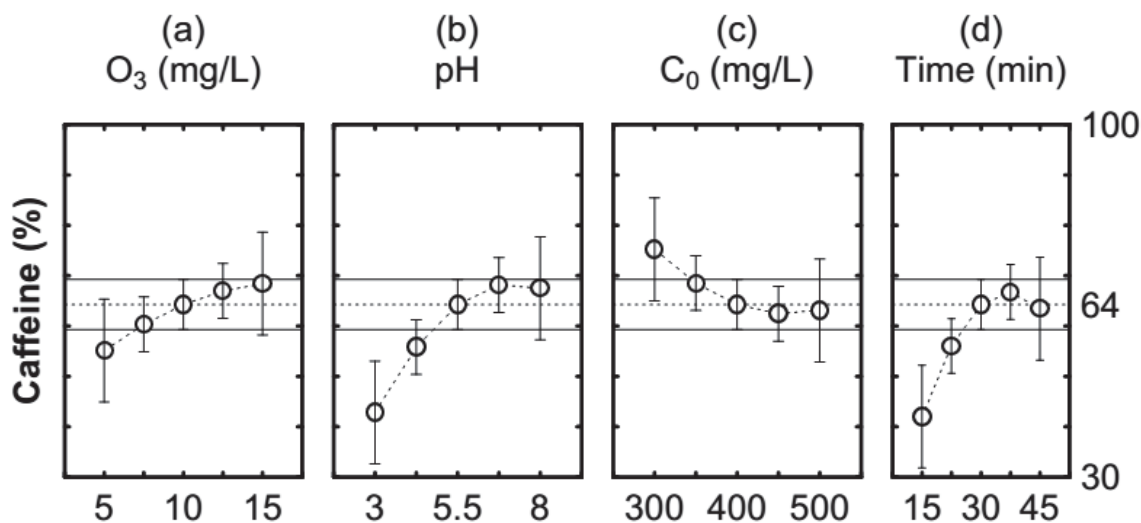 (a) (b) (c) (d)
O₃ (mg/L) pH C₀ (mg/L) Time (min)
100
Caffeine (%)
64
30
5 10 15 3 5.5 8 300 400 500 15 30 45